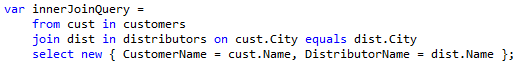 var innerJoinQuery =
    from cust in customers
    join dist in distributors on cust.City equals dist.City
    select new { CustomerName = cust.Name, DistributorName = dist.Name };